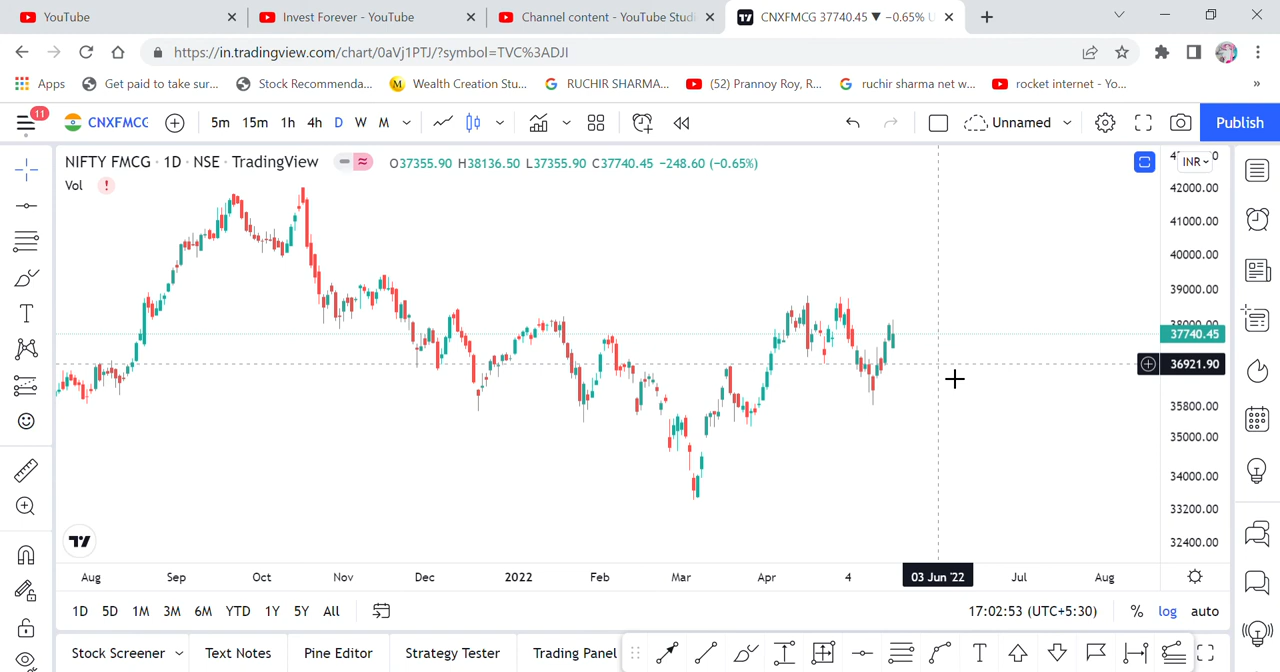 YouTube
Invest Forever - YouTube
Channel content - YouTube Studi
CNXFMCG 37740.45 ▼ −0.65% U
https://in.tradingview.com/chart/0aVj1PTJ/?symbol=TVC%3ADJI
Apps
Get paid to take sur...
Stock Recommenda...
Wealth Creation Stu...
RUCHIR SHARMA...
(52) Prannoy Roy, R...
ruchir sharma net w...
rocket internet - Yo...
»
11
CNXFMCG
5m
15m
1h
4h
D
W
M
Unnamed
Publish
NIFTY FMCG · 1D · NSE · TradingView
O37355.90 H38136.50 L37355.90 C37740.45 −248.60 (−0.65%)
INR
Vol
42000.00
41000.00
40000.00
39000.00
38000.00
37740.45
36921.90
35800.00
35000.00
34000.00
33200.00
32400.00
Aug
Sep
Oct
Nov
Dec
2022
Feb
Mar
Apr
4
03 Jun '22
Jul
Aug
1D
5D
1M
3M
6M
YTD
1Y
5Y
All
17:02:53 (UTC+5:30)
%
log
auto
Stock Screener
Text Notes
Pine Editor
Strategy Tester
Trading Panel